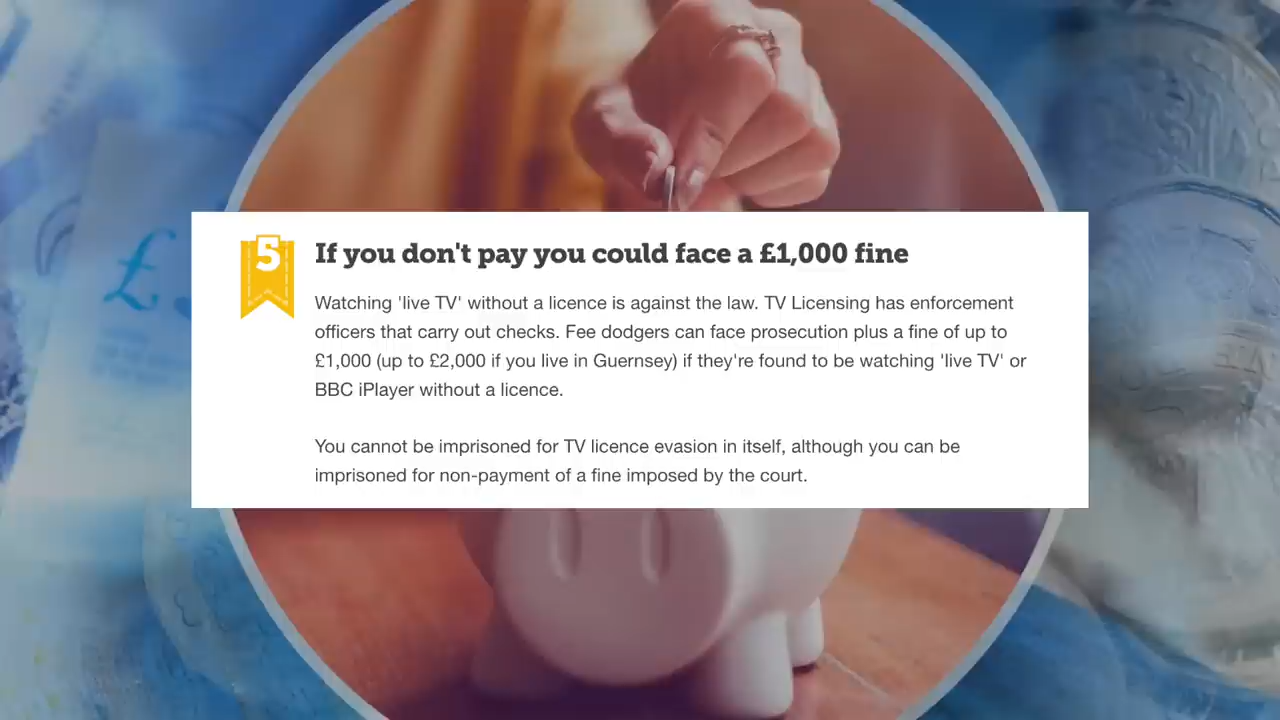 5
If you don't pay you could face a £1,000 fine
Watching 'live TV' without a licence is against the law. TV Licensing has enforcement
officers that carry out checks. Fee dodgers can face prosecution plus a fine of up to
£1,000 (up to £2,000 if you live in Guernsey) if they're found to be watching 'live TV' or
BBC iPlayer without a licence.
You cannot be imprisoned for TV licence evasion in itself, although you can be
imprisoned for non-payment of a fine imposed by the court.
£